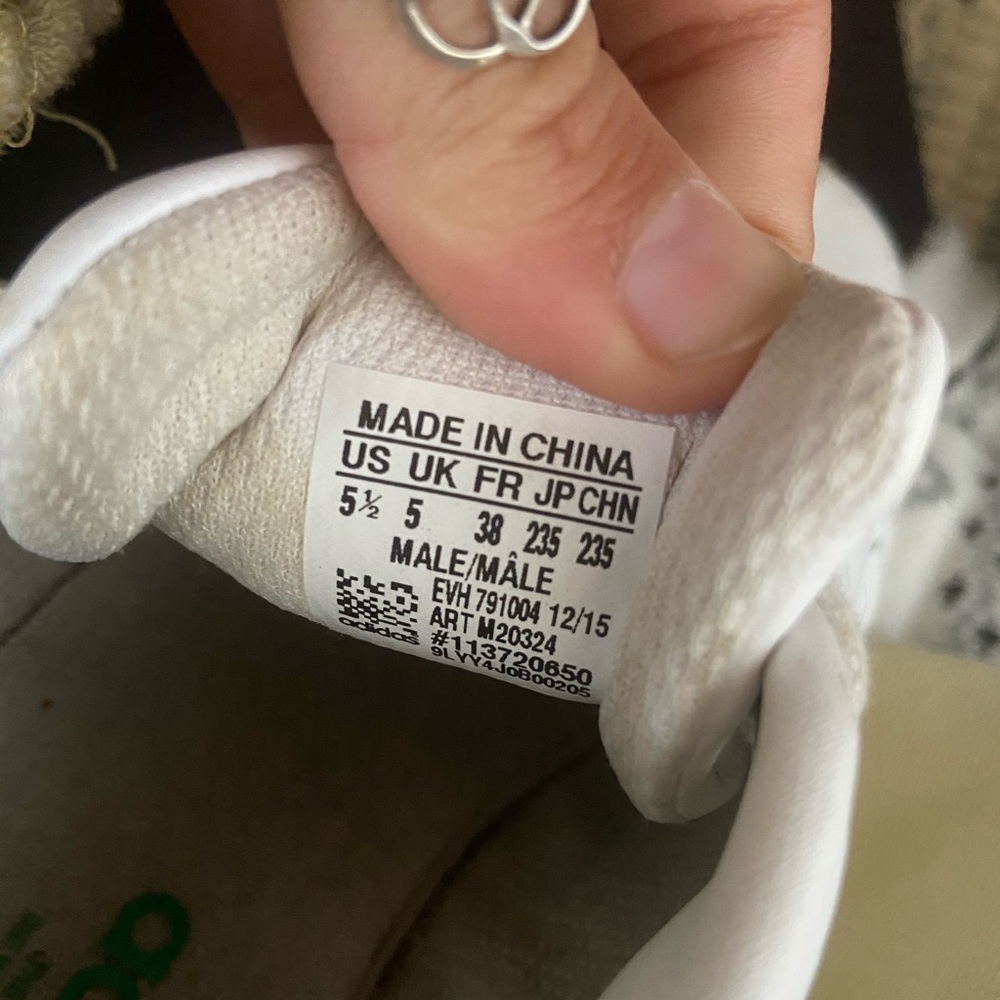 MADE IN CHINA
US UK FR JP CHN
5½ 5 38 235 235
MALE/MÂLE
EVH 791004 12/15
ART M20324
adidas #113720650
9LYY4J0B00205